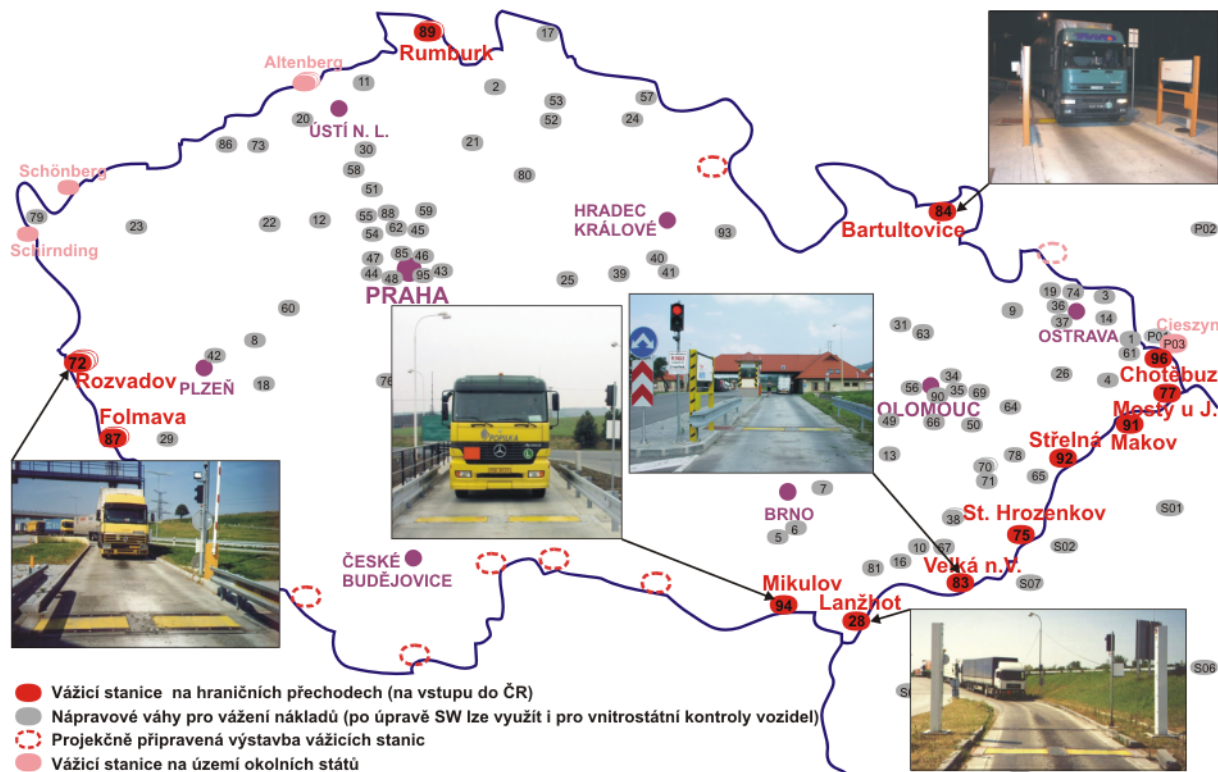 89
Rumburk
17
Altenberg
11
2
53
57
20
ÚSTÍ N. L.
52
24
86
73
30
21
58
80
Schönberg
51
79
23
22
12
55
88
59
62
45
54
HRADEC
KRÁLOVÉ
93
84
Bartultovice
P02
Schirnding
47
85
46
44
48
95
43
PRAHA
25
39
40
41
60
8
42
PLZEŇ
18
76
72
Rozvadov
Folmava
87
29
19
74
3
36
37
14
9
OSTRAVA
31
63
1
61
Cieszyn
P03
96
Chotěbuz
26
4
77
Mosty u J.
91
Makov
56
34
35
90
69
OLOMOUC
64
49
66
50
Střelná
92
13
70
71
78
65
7
BRNO
5
6
38
St. Hrozenkov
75
S01
S02
10
67
16
81
Velká n.V.
83
S07
ČESKÉ
BUDĚJOVICE
Mikulov
94
Lanžhot
28
S06
POPULKA
Vážicí stanice na hraničních přechodech (na vstupu do ČR)
Nápravové váhy pro vážení nákladů (po úpravě SW lze využít i pro vnitrostátní kontroly vozidel)
Projekčně připravená výstavba vážicích stanic
Vážicí stanice na území okolních států